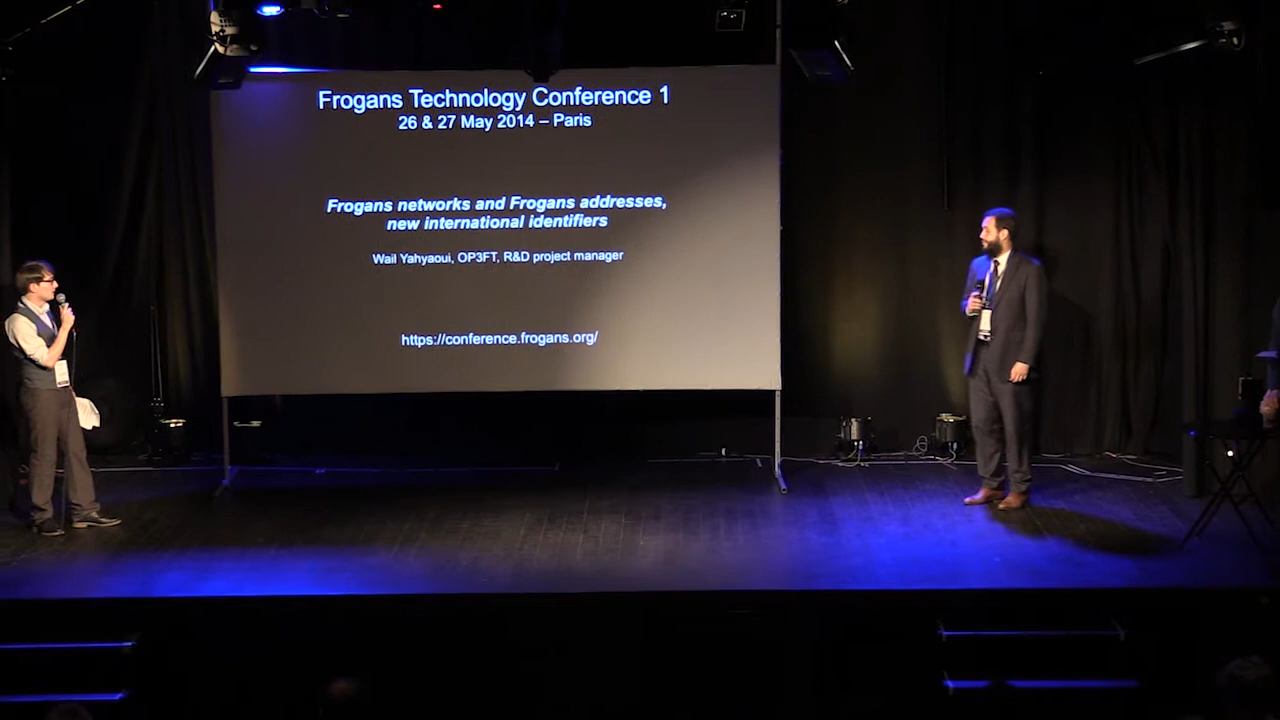 Frogans Technology Conference 1
26 & 27 May 2014 – Paris
Frogans networks and Frogans addresses,
new international identifiers
Wail Yahyaoui, OP3FT, R&D project manager
https://conference.frogans.org/